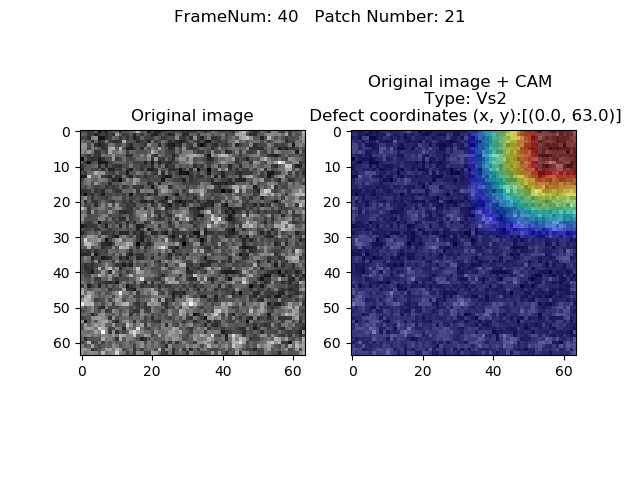 FrameNum: 40   Patch Number: 21
Original image
Original image + CAM
Type: Vs2
Defect coordinates (x, y):[(0.0, 63.0)]
0
10
20
30
40
50
60
0 20 40 60
0
10
20
30
40
50
60
0 20 40 60